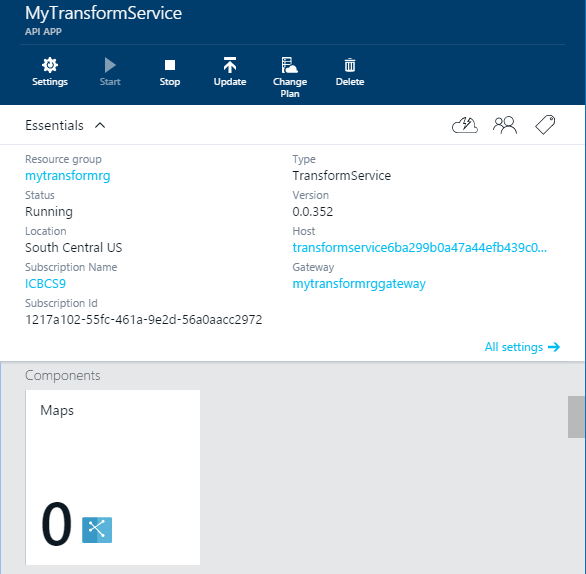 MyTransformService
API APP
Settings
Start
Stop
Update
Change
Plan
Delete
Essentials
Resource group
mytransformrg
Status
Running
Location
South Central US
Subscription Name
ICBCS9
Subscription Id
1217a102-55fc-461a-9e2d-56a0aacc2972
Type
TransformService
Version
0.0.352
Host
transformservice6ba299b0a47a44efb439c0...
Gateway
mytransformrggateway
All settings
Components
Maps
0